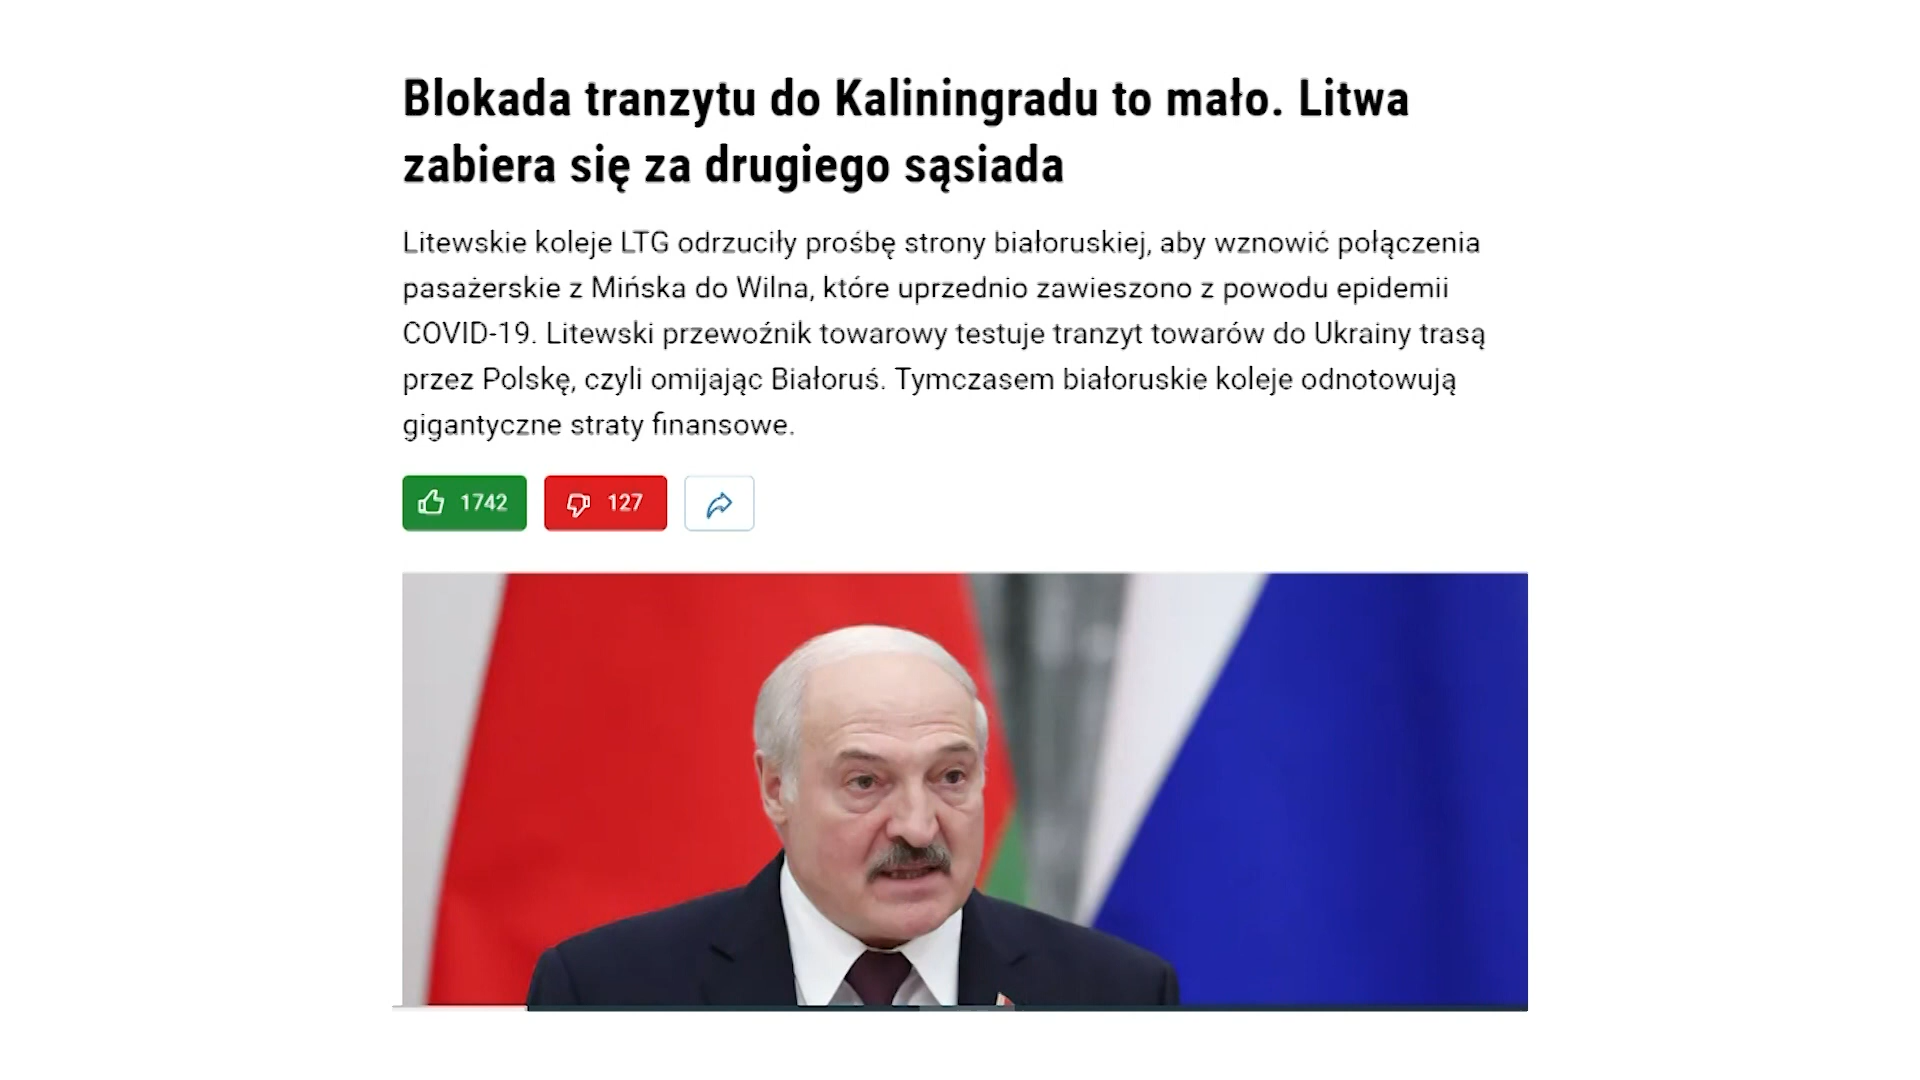 Blokada tranzytu do Kaliningradu to mało. Litwa
zabiera się za drugiego sąsiada
Litewskie koleje LTG odrzuciły prośbę strony białoruskiej, aby wznowić połączenia
pasażerskie z Mińska do Wilna, które uprzednio zawieszono z powodu epidemii
COVID-19. Litewski przewoźnik towarowy testuje tranzyt towarów do Ukrainy trasą
przez Polskę, czyli omijając Białoruś. Tymczasem białoruskie koleje odnotowują
gigantyczne straty finansowe.
1742 127